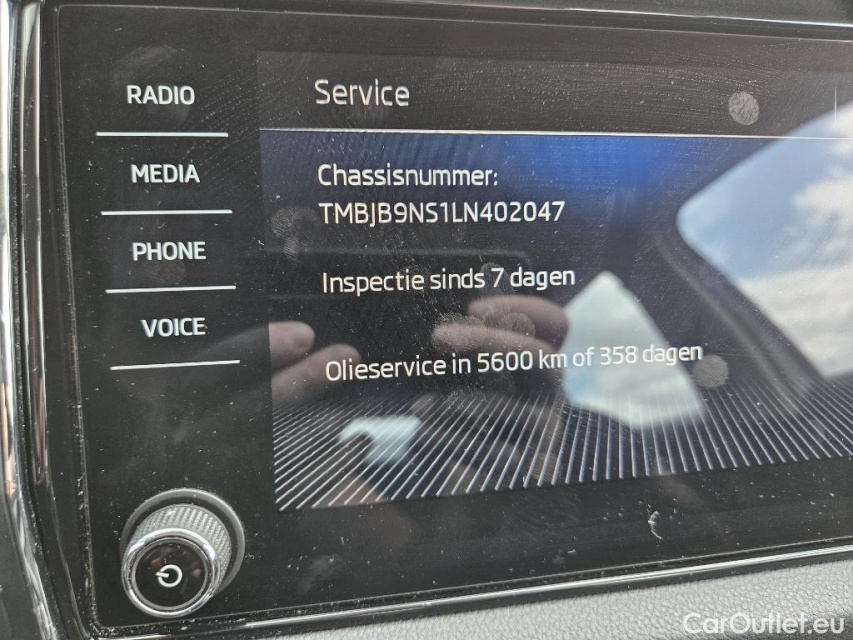 RADIO
MEDIA
PHONE
VOICE
Service
Chassisnummer:
TMBJB9NS1LN402047
Inspectie sinds 7 dagen
Olieservice in 5600 km of 358 dagen
CarOutlet.eu